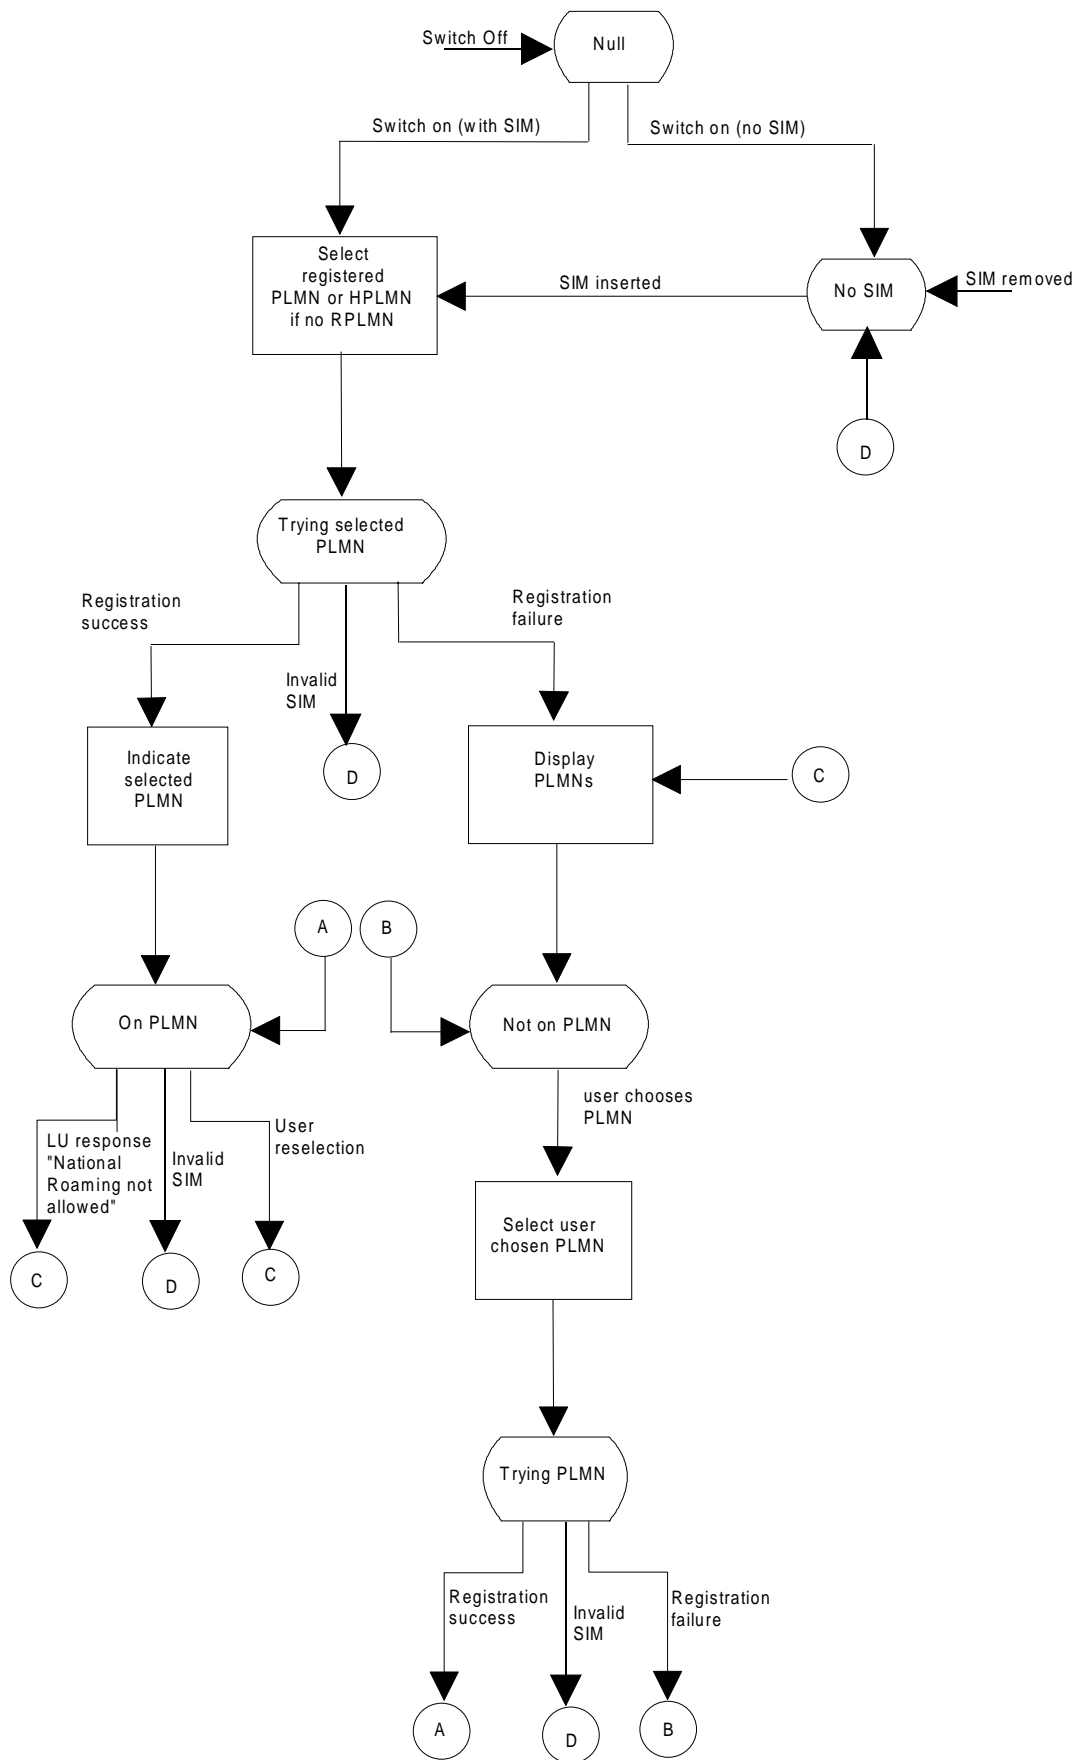 Switch Off
Null
Switch on (with SIM)
Switch on (no SIM)
Select
registered
PLMN or HPLMN
if no RPLMN
SIM inserted
No SIM
SIM removed
D
Trying selected
PLMN
Registration
success
Invalid
SIM
Registration
failure
Indicate
selected
PLMN
D
Display
PLMNs
C
A
B
On PLMN
Not on PLMN
LU response
"National
Roaming not
allowed"
Invalid
SIM
User
reselection
user chooses
PLMN
C
D
C
Select user
chosen PLMN
Trying PLMN
Registration
success
Invalid
SIM
Registration
failure
A
D
B